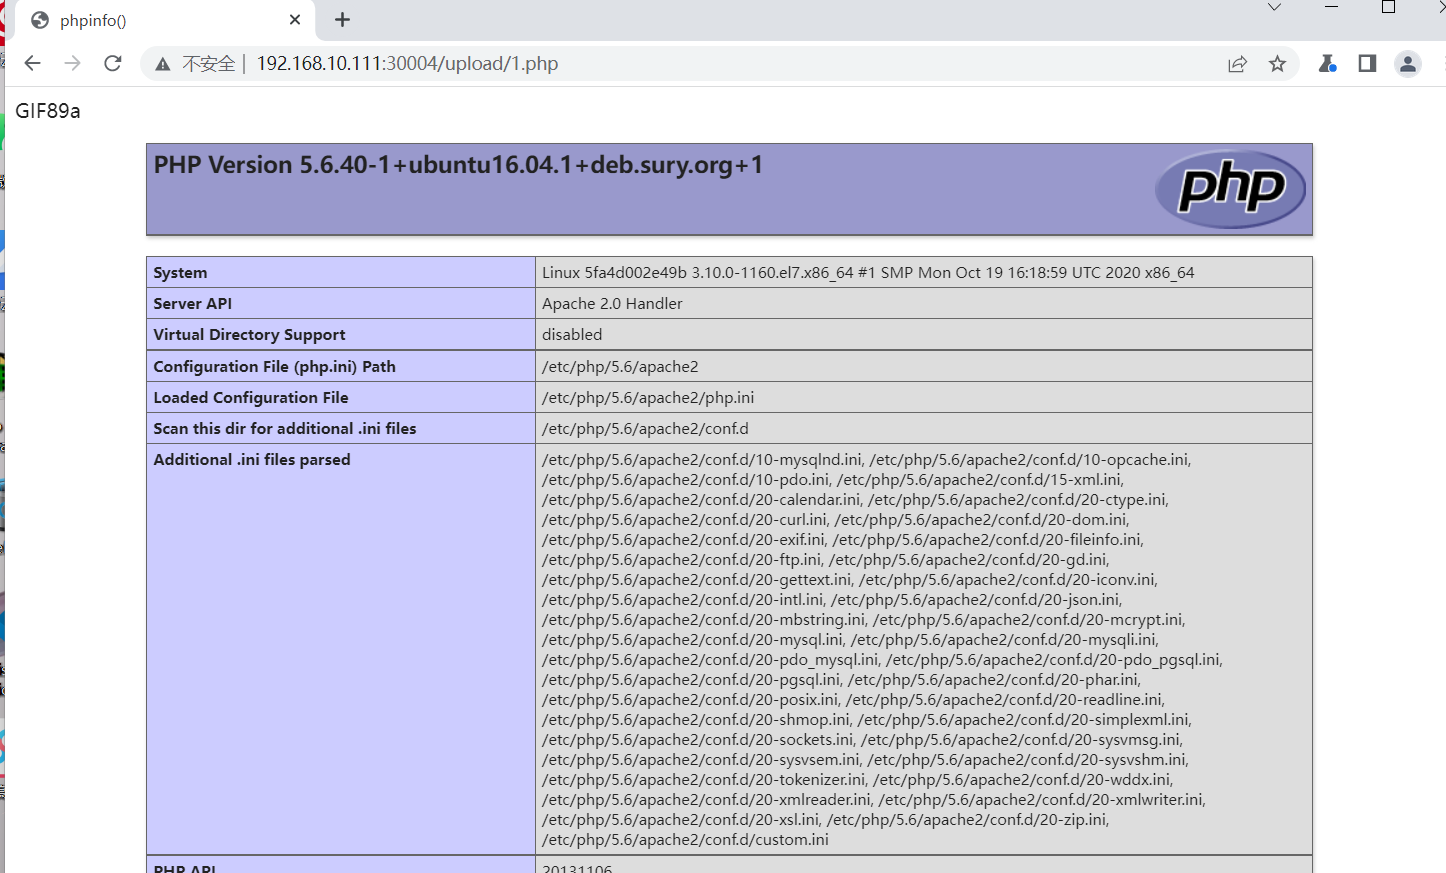 phpinfo()
不安全 192.168.10.111:30004/upload/1.php
GIF89a
PHP Version 5.6.40-1+ubuntu16.04.1+deb.sury.org+1
php
System Linux 5fa4d002e49b 3.10.0-1160.el7.x86_64 #1 SMP Mon Oct 19 16:18:59 UTC 2020 x86_64
Server API Apache 2.0 Handler
Virtual Directory Support disabled
Configuration File (php.ini) Path /etc/php/5.6/apache2
Loaded Configuration File /etc/php/5.6/apache2/php.ini
Scan this dir for additional .ini files /etc/php/5.6/apache2/conf.d
Additional .ini files parsed /etc/php/5.6/apache2/conf.d/10-mysqlnd.ini, /etc/php/5.6/apache2/conf.d/10-opcache.ini,
/etc/php/5.6/apache2/conf.d/10-pdo.ini, /etc/php/5.6/apache2/conf.d/15-xml.ini,
/etc/php/5.6/apache2/conf.d/20-calendar.ini, /etc/php/5.6/apache2/conf.d/20-ctype.ini,
/etc/php/5.6/apache2/conf.d/20-curl.ini, /etc/php/5.6/apache2/conf.d/20-dom.ini,
/etc/php/5.6/apache2/conf.d/20-exif.ini, /etc/php/5.6/apache2/conf.d/20-fileinfo.ini,
/etc/php/5.6/apache2/conf.d/20-ftp.ini, /etc/php/5.6/apache2/conf.d/20-gd.ini,
/etc/php/5.6/apache2/conf.d/20-gettext.ini, /etc/php/5.6/apache2/conf.d/20-iconv.ini,
/etc/php/5.6/apache2/conf.d/20-intl.ini, /etc/php/5.6/apache2/conf.d/20-json.ini,
/etc/php/5.6/apache2/conf.d/20-mbstring.ini, /etc/php/5.6/apache2/conf.d/20-mcrypt.ini,
/etc/php/5.6/apache2/conf.d/20-mysql.ini, /etc/php/5.6/apache2/conf.d/20-mysqli.ini,
/etc/php/5.6/apache2/conf.d/20-pdo_mysql.ini, /etc/php/5.6/apache2/conf.d/20-pdo_pgsql.ini,
/etc/php/5.6/apache2/conf.d/20-pgsql.ini, /etc/php/5.6/apache2/conf.d/20-phar.ini,
/etc/php/5.6/apache2/conf.d/20-posix.ini, /etc/php/5.6/apache2/conf.d/20-readline.ini,
/etc/php/5.6/apache2/conf.d/20-shmop.ini, /etc/php/5.6/apache2/conf.d/20-simplexml.ini,
/etc/php/5.6/apache2/conf.d/20-sockets.ini, /etc/php/5.6/apache2/conf.d/20-sysvmsg.ini,
/etc/php/5.6/apache2/conf.d/20-sysvsem.ini, /etc/php/5.6/apache2/conf.d/20-sysvshm.ini,
/etc/php/5.6/apache2/conf.d/20-tokenizer.ini, /etc/php/5.6/apache2/conf.d/20-wddx.ini,
/etc/php/5.6/apache2/conf.d/20-xmlreader.ini, /etc/php/5.6/apache2/conf.d/20-xmlwriter.ini,
/etc/php/5.6/apache2/conf.d/20-xsl.ini, /etc/php/5.6/apache2/conf.d/20-zip.ini,
/etc/php/5.6/apache2/conf.d/custom.ini
PHP API 20131106